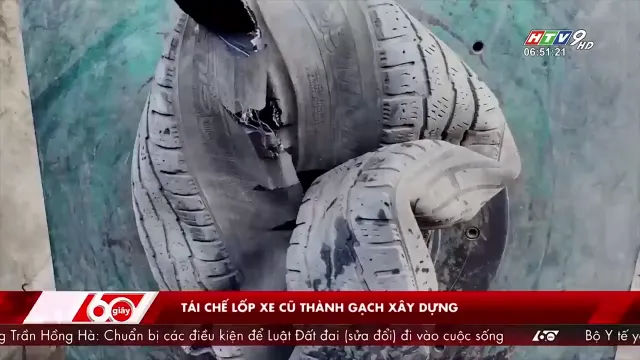 HTV9 HD
06:51:21
60 giây
TÁI CHẾ LỐP XE CŨ THÀNH GẠCH XÂY DỰNG
g Trần Hồng Hà: Chuẩn bị các điều kiện để Luật Đất đai (sửa đổi) đi vào cuộc sống 60 Bộ Y tế y